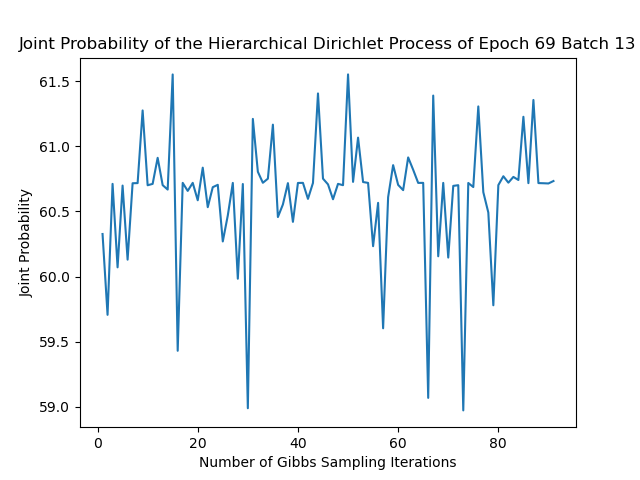 Joint Probability of the Hierarchical Dirichlet Process of Epoch 69 Batch 13
61.5
61.0
60.5
60.0
59.5
59.0
Joint Probability
0 20 40 60 80
Number of Gibbs Sampling Iterations